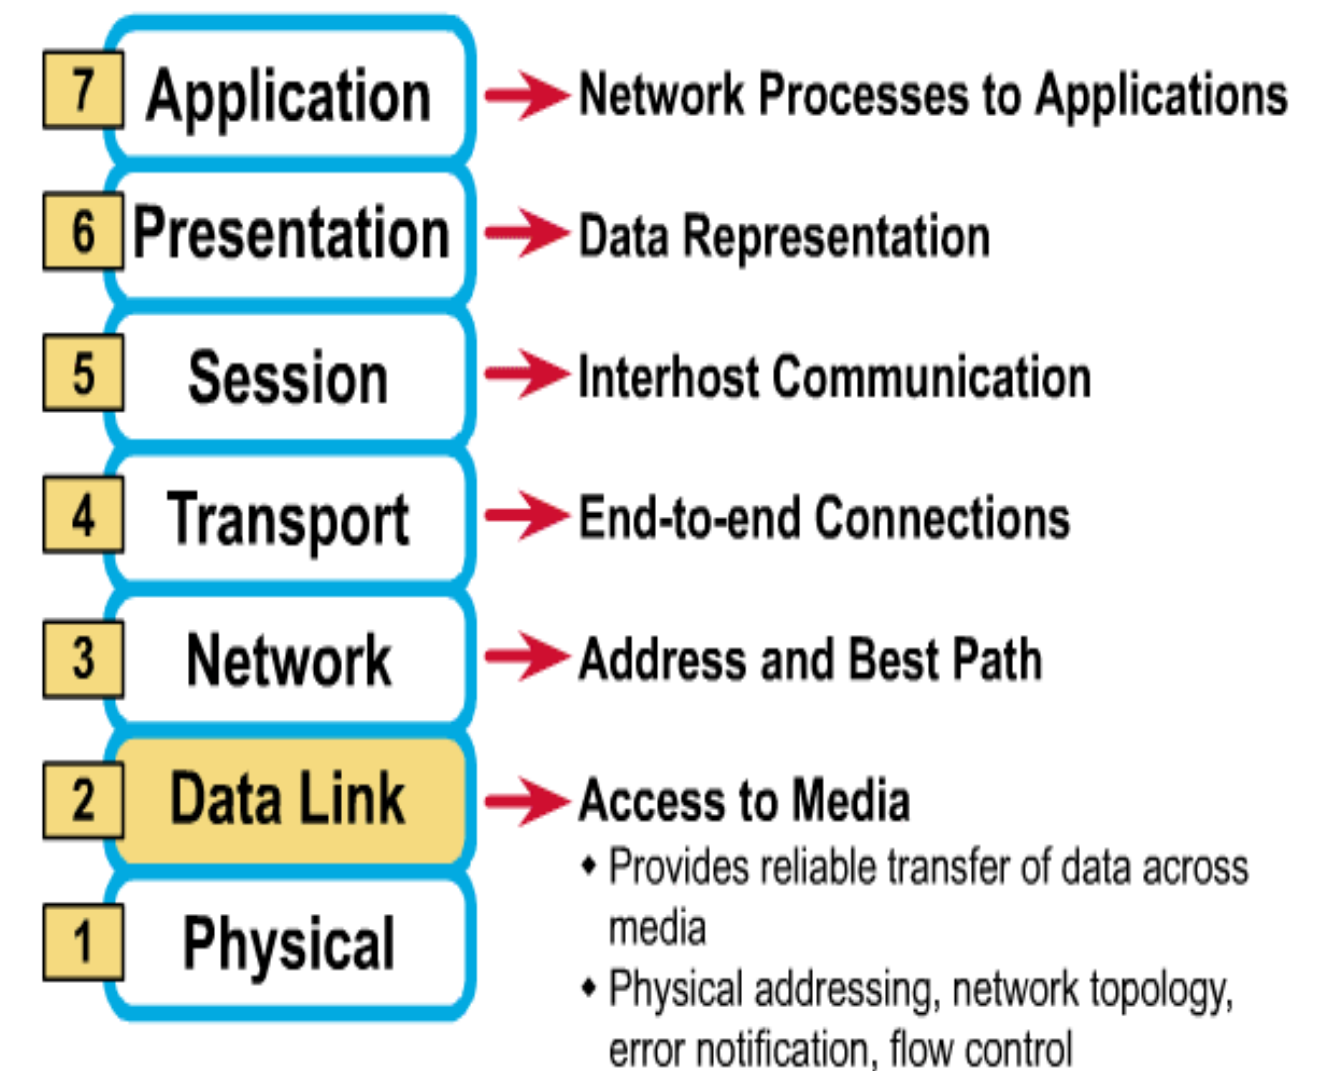 7 Application Network Processes to Applications
6 Presentation Data Representation
5 Session Interhost Communication
4 Transport End-to-end Connections
3 Network Address and Best Path
2 Data Link Access to Media
• Provides reliable transfer of data across
media
1 Physical
• Physical addressing, network topology,
error notification, flow control